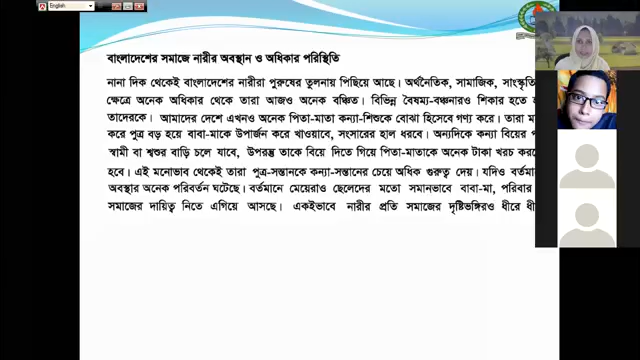 English
বাংলাদেশের সমাজে নারীর অবস্থান ও অধিকার পরিস্থিতি
নানা দিক থেকেই বাংলাদেশের নারীরা পুরুষের তুলনায় পিছিয়ে আছে। অর্থনৈতিক, সামাজিক,
ক্ষেত্রে অনেক অধিকার থেকে তারা আজও অনেক বঞ্চিত। বিভিন্ন বৈষম্য-বঞ্চনারও শিকার হতে
তাদেরকে। আমাদের দেশে এখনও অনেক পিতা-মাতা কন্যা-শিশুকে বোঝা হিসেবে গণ্য করে। তারা
করে পুত্র বড় হয়ে বাবা-মাকে উপার্জন করে খাওয়াবে, সংসারের হাল ধরবে। অন্যদিকে কন্যা বিয়ের
স্বামী বা শ্বশুর বাড়ি চলে যাবে, উপরন্তু তাকে বিয়ে দিতে গিয়ে পিতা-মাতাকে অনেক টাকা খরচ
হবে। এই মনোভাব থেকেই তারা পুত্র-সন্তানকে কন্যা-সন্তানের চেয়ে অধিক গুরুত্ব দেয়। যদিও
অবস্থার অনেক পরিবর্তন ঘটেছে। বর্তমানে মেয়েরাও ছেলেদের মতো সমানভাবে বাবা-মা, পরিবার
সমাজের দায়িত্ব নিতে এগিয়ে আসছে। একইভাবে নারীর প্রতি সমাজের দৃষ্টিভঙ্গিরও ধীরে